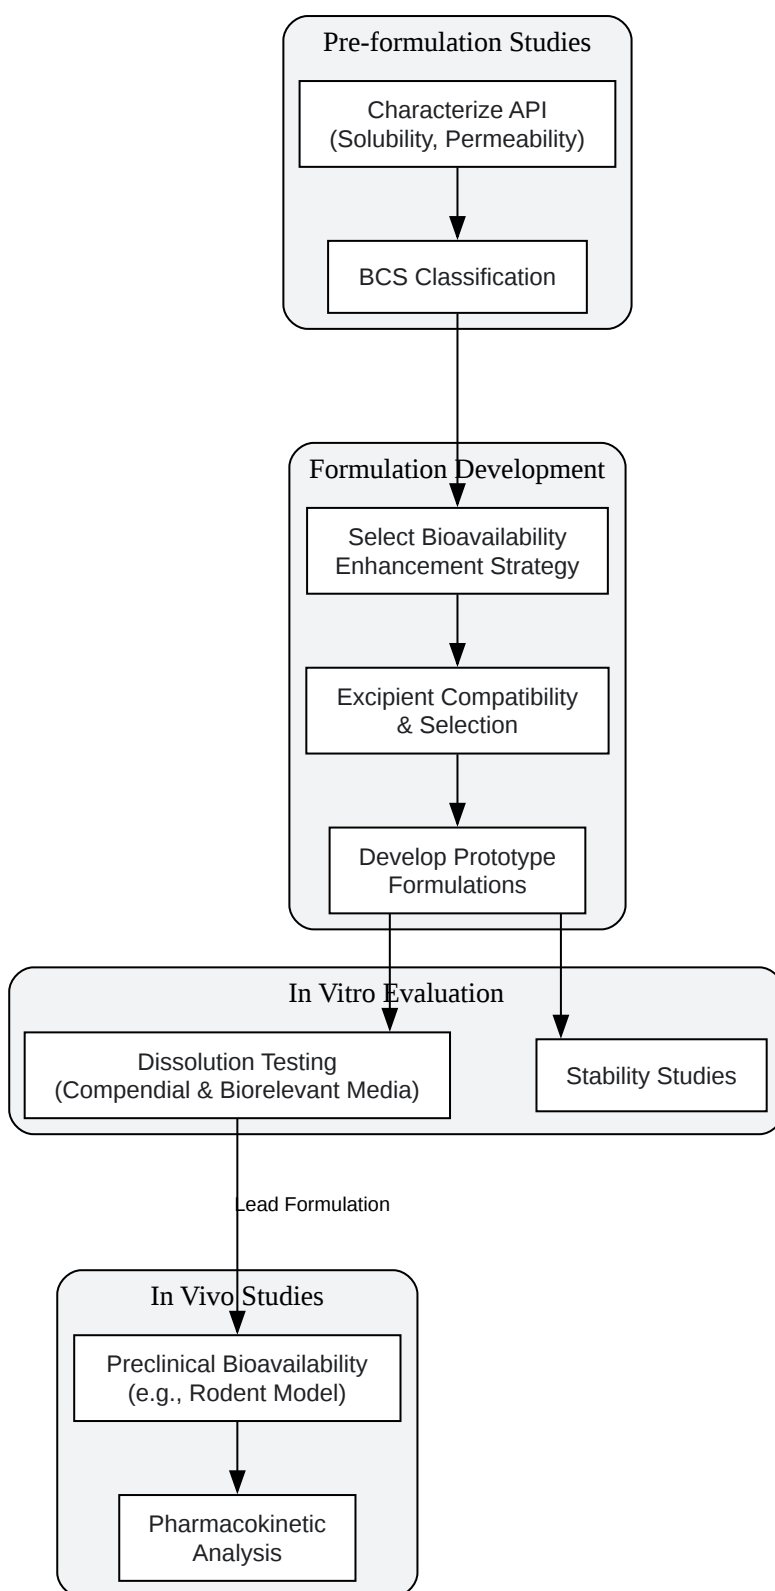 Pre-formulation Studies
Characterize API
(Solubility, Permeability)
BCS Classification
Formulation Development
Select Bioavailability
Enhancement Strategy
Excipient Compatibility
& Selection
Develop Prototype
Formulations
In Vitro Evaluation
Dissolution Testing
(Compendial & Biorelevant Media)
Stability Studies
Lead Formulation
In Vivo Studies
Preclinical Bioavailability
(e.g., Rodent Model)
Pharmacokinetic
Analysis